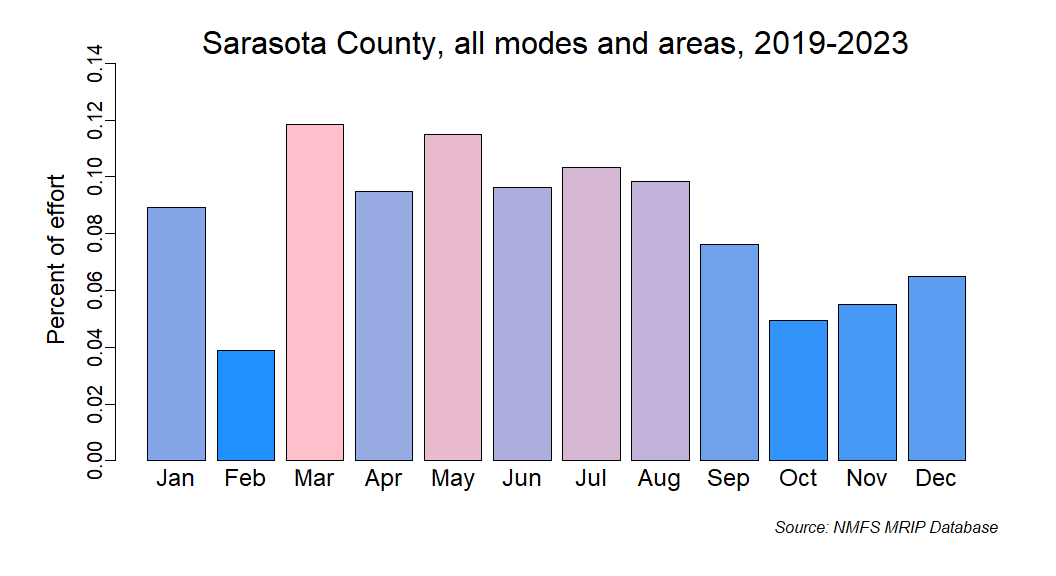 Sarasota County, all modes and areas, 2019-2023
Percent of effort
0.14
0.12
0.10
0.08
0.06
0.04
0.02
0.00
Jan Feb Mar Apr May Jun Jul Aug Sep Oct Nov Dec
Source: NMFS MRIP Database